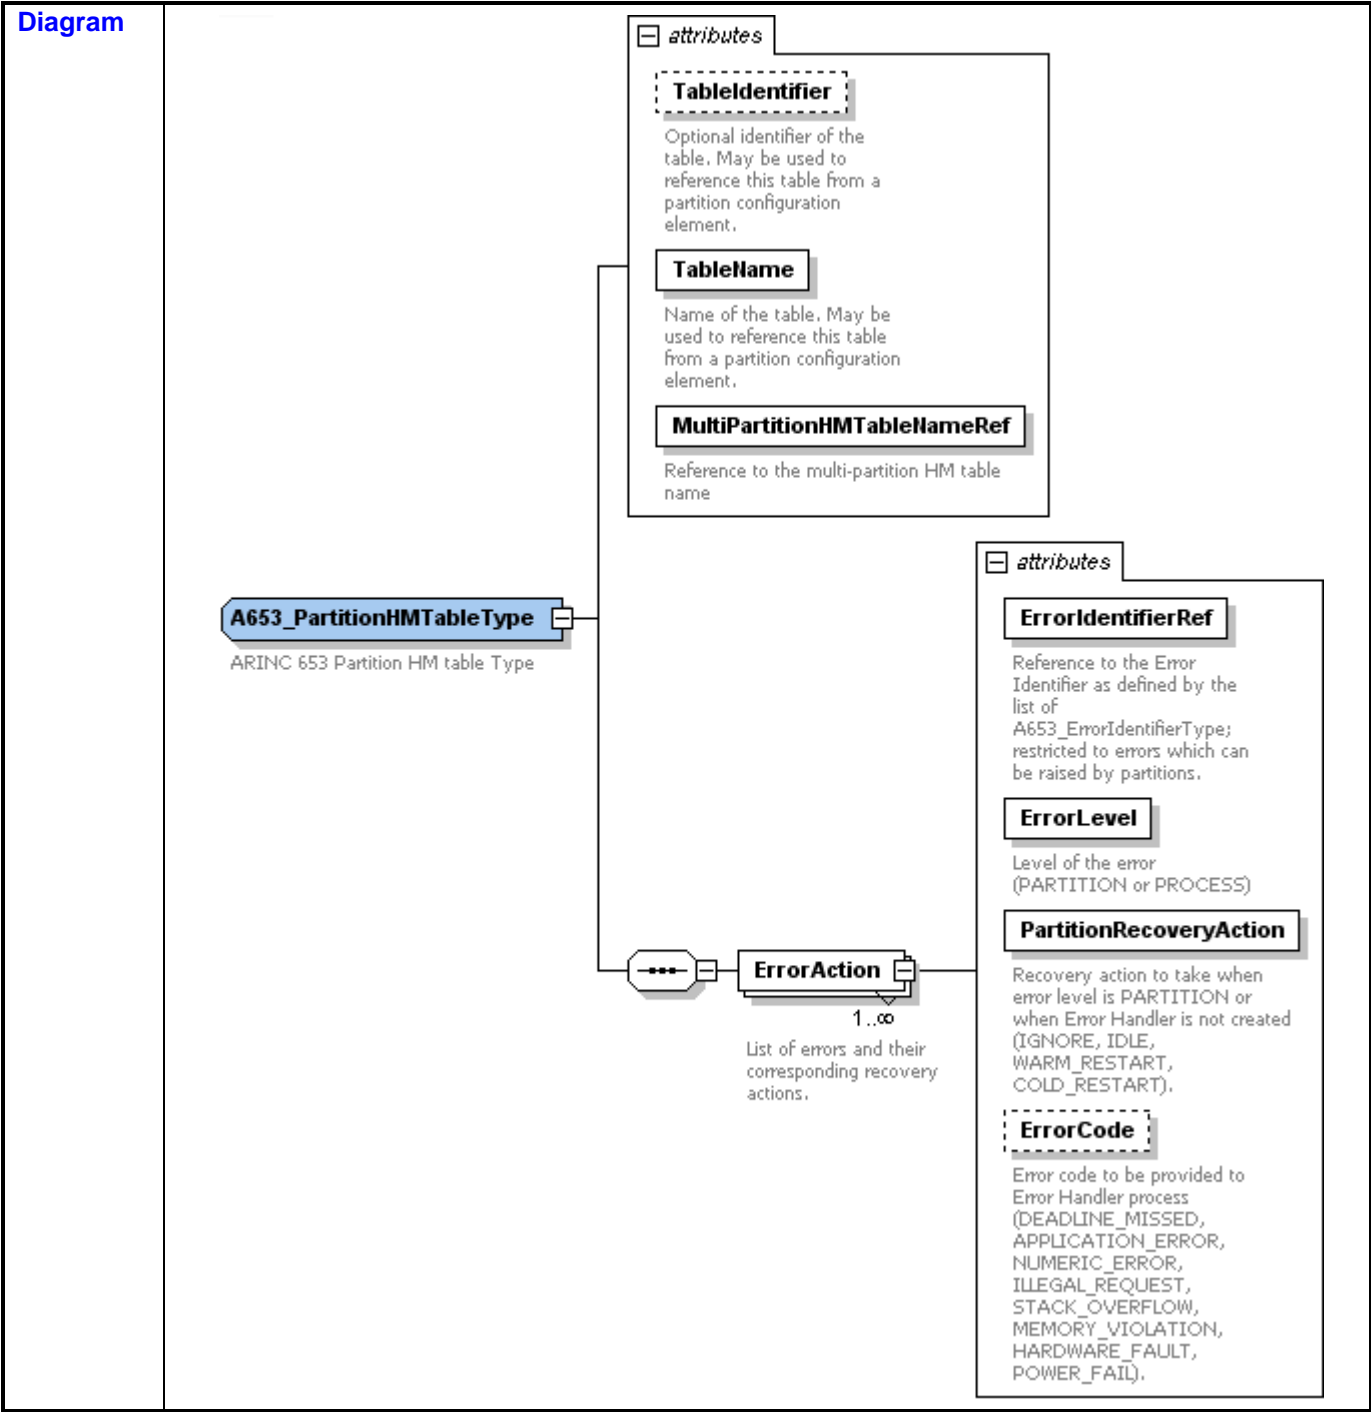 Diagram
attributes
TableIdentifier
Optional identifier of the
table. May be used to
reference this table from a
partition configuration
element.
TableName
Name of the table. May be
used to reference this table
from a partition configuration
element.
MultiPartitionHMTableNameRef
Reference to the multi-partition HM table
name
A653_PartitionHMTableType
ARINC 653 Partition HM table Type
ErrorAction
1..∞
List of errors and their
corresponding recovery
actions.
attributes
ErrorIdentifierRef
Reference to the Error
Identifier as defined by the
list of
A653_ErrorIdentifierType;
restricted to errors which can
be raised by partitions.
ErrorLevel
Level of the error
(PARTITION or PROCESS)
PartitionRecoveryAction
Recovery action to take when
error level is PARTITION or
when Error Handler is not created
(IGNORE, IDLE,
WARM_RESTART,
COLD_RESTART).
ErrorCode
Error code to be provided to
Error Handler process
(DEADLINE_MISSED,
APPLICATION_ERROR,
NUMERIC_ERROR,
ILLEGAL_REQUEST,
STACK_OVERFLOW,
MEMORY_VIOLATION,
HARDWARE_FAULT,
POWER_FAIL).